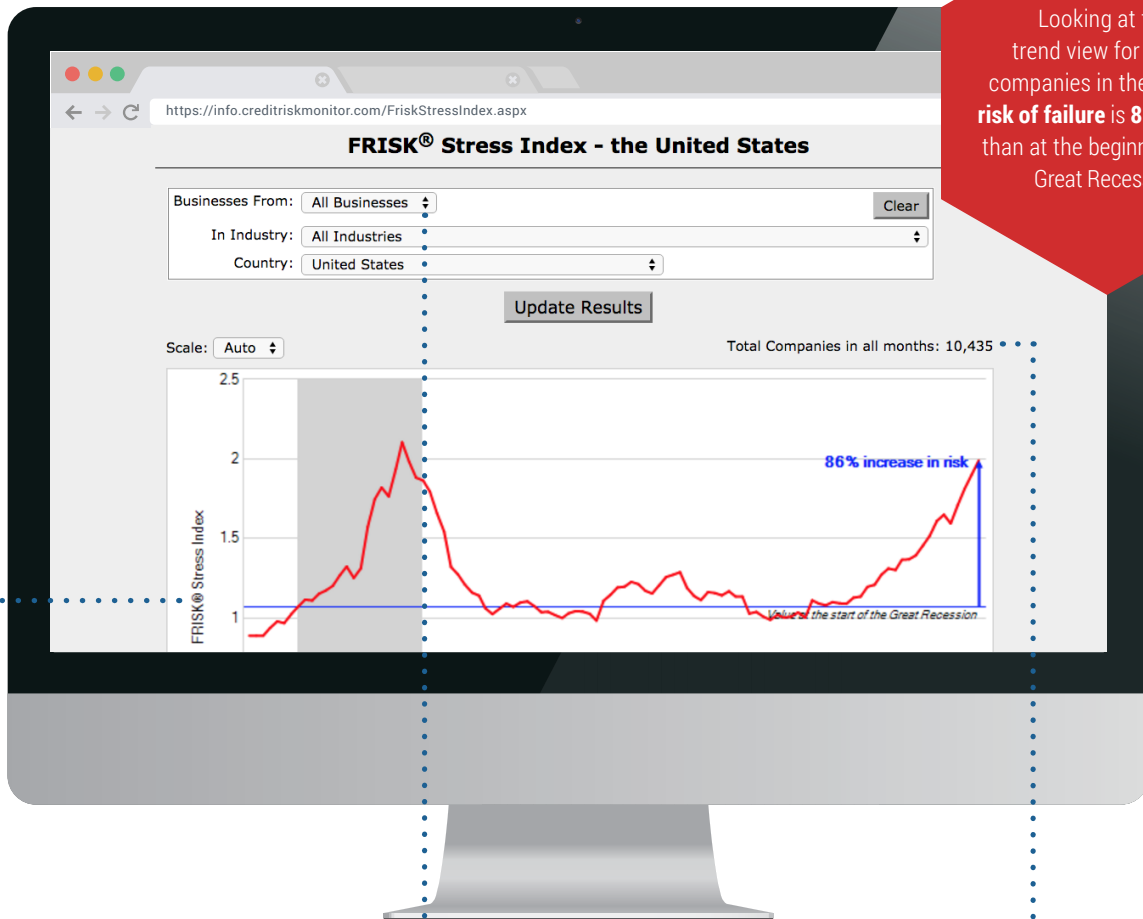 Looking at
trend view for
companies in the
risk of failure is 8
than at the beginn
Great Reces
https://info.creditriskmonitor.com/FriskStressIndex.aspx
FRISK® Stress Index - the United States
Businesses From: All Businesses
Clear
In Industry: All Industries
Country: United States
Update Results
Scale: Auto
Total Companies in all months: 10,435
2.5
2
1.5
1
FRISK® Stress Index
86% increase in risk
Value at the start of the Great Recession